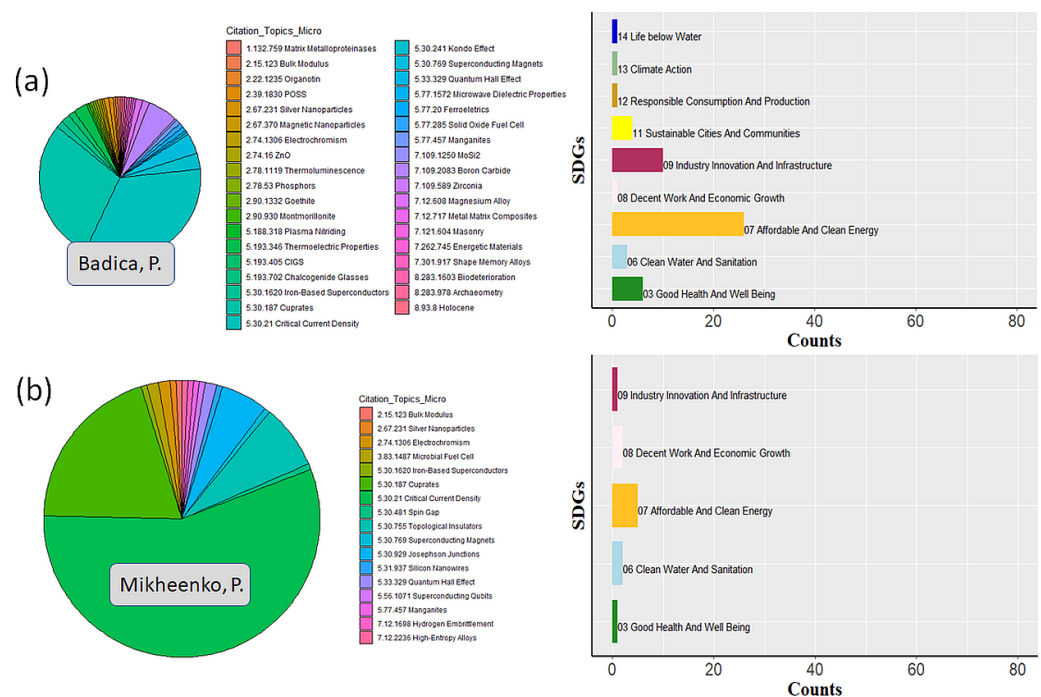 (a)
Citation_Topics_Micro
1.132.759 Matrix Metalloproteinases
2.15.123 Bulk Modulus
2.22.1235 Organotin
2.39.1830 POSS
2.67.231 Silver Nanoparticles
2.67.370 Magnetic Nanoparticles
2.74.1306 Electrochromism
2.74.16 ZnO
2.78.1119 Thermoluminescence
2.78.53 Phosphors
2.90.1332 Goethite
2.90.930 Montmorillonite
5.188.318 Plasma Nitriding
5.193.346 Thermoelectric Properties
5.193.405 CIGS
5.193.702 Chalcogenide Glasses
5.30.1620 Iron-Based Superconductors
5.30.187 Cuprates
5.30.21 Critical Current Density
5.30.241 Kondo Effect
5.30.769 Superconducting Magnets
5.33.329 Quantum Hall Effect
5.77.1572 Microwave Dielectric Properties
5.77.20 Ferroeletrics
5.77.285 Solid Oxide Fuel Cell
5.77.457 Manganites
7.109.1250 MoSi2
7.109.2083 Boron Carbide
7.109.589 Zirconia
7.12.608 Magnesium Alloy
7.12.717 Metal Matrix Composites
7.121.604 Masonry
7.262.745 Energetic Materials
7.301.917 Shape Memory Alloys
8.283.1603 Biodeterioration
8.283.978 Archaeometry
8.93.8 Holocene
Badica, P.
SDGs
14 Life below Water
13 Climate Action
12 Responsible Consumption And Production
11 Sustainable Cities And Communities
09 Industry Innovation And Infrastructure
08 Decent Work And Economic Growth
07 Affordable And Clean Energy
06 Clean Water And Sanitation
03 Good Health And Well Being
0 20 40 60 80
Counts
(b)
Citation_Topics_Micro
2.15.123 Bulk Modulus
2.67.231 Silver Nanoparticles
2.74.1306 Electrochromism
3.83.1487 Microbial Fuel Cell
5.30.1620 Iron-Based Superconductors
5.30.187 Cuprates
5.30.21 Critical Current Density
5.30.481 Spin Gap
5.30.755 Topological Insulators
5.30.769 Superconducting Magnets
5.30.929 Josephson Junctions
5.31.937 Silicon Nanowires
5.33.329 Quantum Hall Effect
5.56.1071 Superconducting Qubits
5.77.457 Manganites
7.12.1698 Hydrogen Embrittlement
7.12.2236 High-Entropy Alloys
Mikheenko, P.
SDGs
09 Industry Innovation And Infrastructure
08 Decent Work And Economic Growth
07 Affordable And Clean Energy
06 Clean Water And Sanitation
03 Good Health And Well Being
0 20 40 60 80
Counts